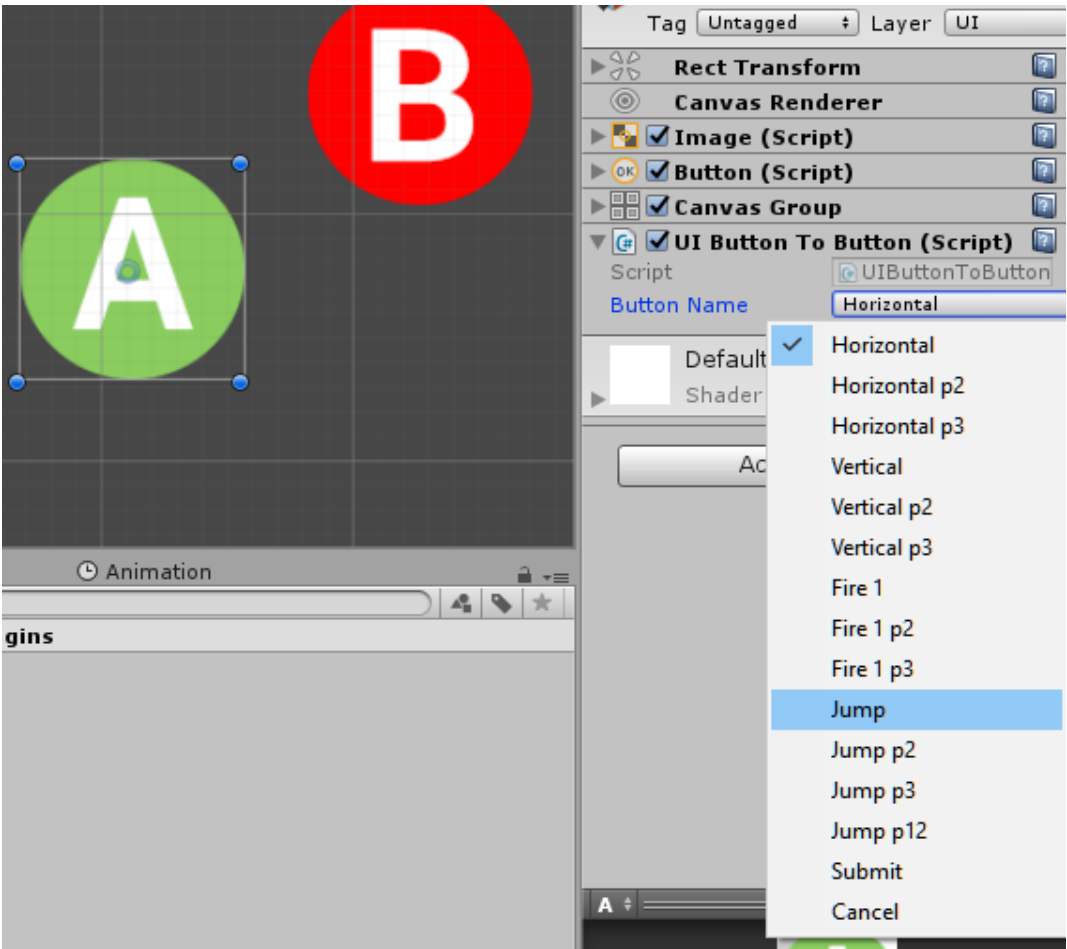 B
A
Animation
gins
Tag Untagged Layer UI
Rect Transform
Canvas Renderer
Image (Script)
OK Button (Script)
Canvas Group
C# UI Button To Button (Script)
Script UIButtonToButton
Button Name Horizontal
Default
Shader
Ac
Horizontal
Horizontal p2
Horizontal p3
Vertical
Vertical p2
Vertical p3
Fire 1
Fire 1 p2
Fire 1 p3
Jump
Jump p2
Jump p3
Jump p12
Submit
Cancel
A